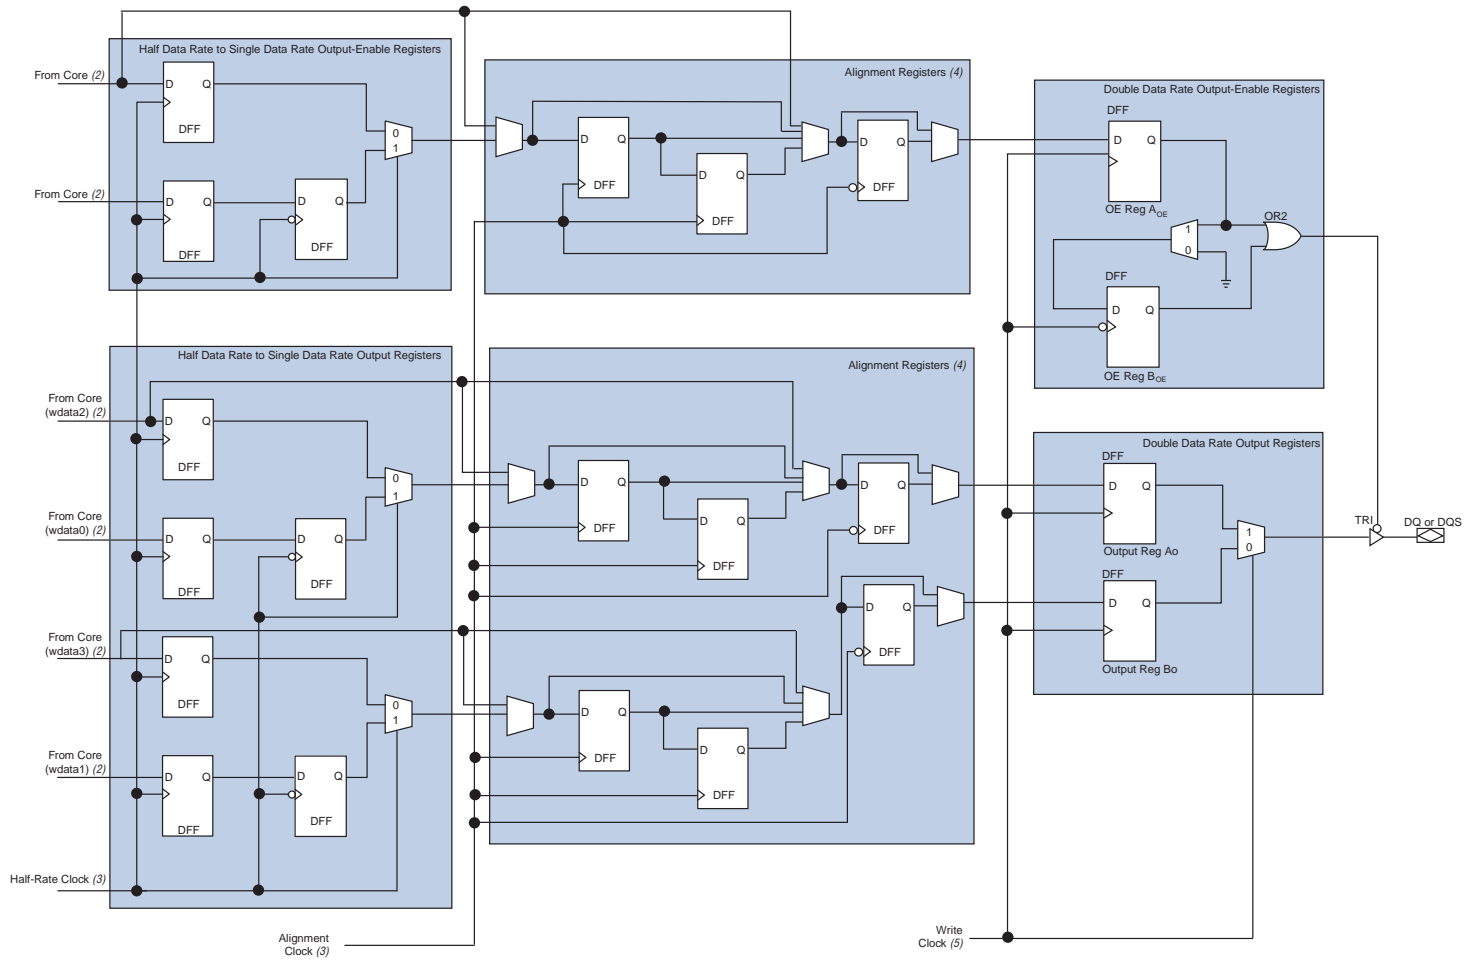 Half Data Rate to Single Data Rate Output-Enable Registers
From Core (2)
D Q
DFF
0
1
From Core (2)
D Q
DFF
D Q
DFF
Alignment Registers (4)
D Q
DFF
D Q
DFF
D Q
DFF
Double Data Rate Output-Enable Registers
DFF
D Q
OE Reg AOE
1
0
OR2
DFF
D Q
OE Reg BOE
Half Data Rate to Single Data Rate Output Registers
From Core
(wdata2) (2)
D Q
DFF
0
1
From Core
(wdata0) (2)
D Q
DFF
D Q
DFF
From Core
(wdata3) (2)
D Q
DFF
0
1
From Core
(wdata1) (2)
D Q
DFF
D Q
DFF
Half-Rate Clock (3)
Alignment Registers (4)
D Q
DFF
D Q
DFF
D Q
DFF
D Q
DFF
D Q
DFF
D Q
DFF
Alignment
Clock (3)
Double Data Rate Output Registers
DFF
D Q
Output Reg Ao
1
0
DFF
D Q
Output Reg Bo
TRI
DQ or DQS
Write
Clock (5)